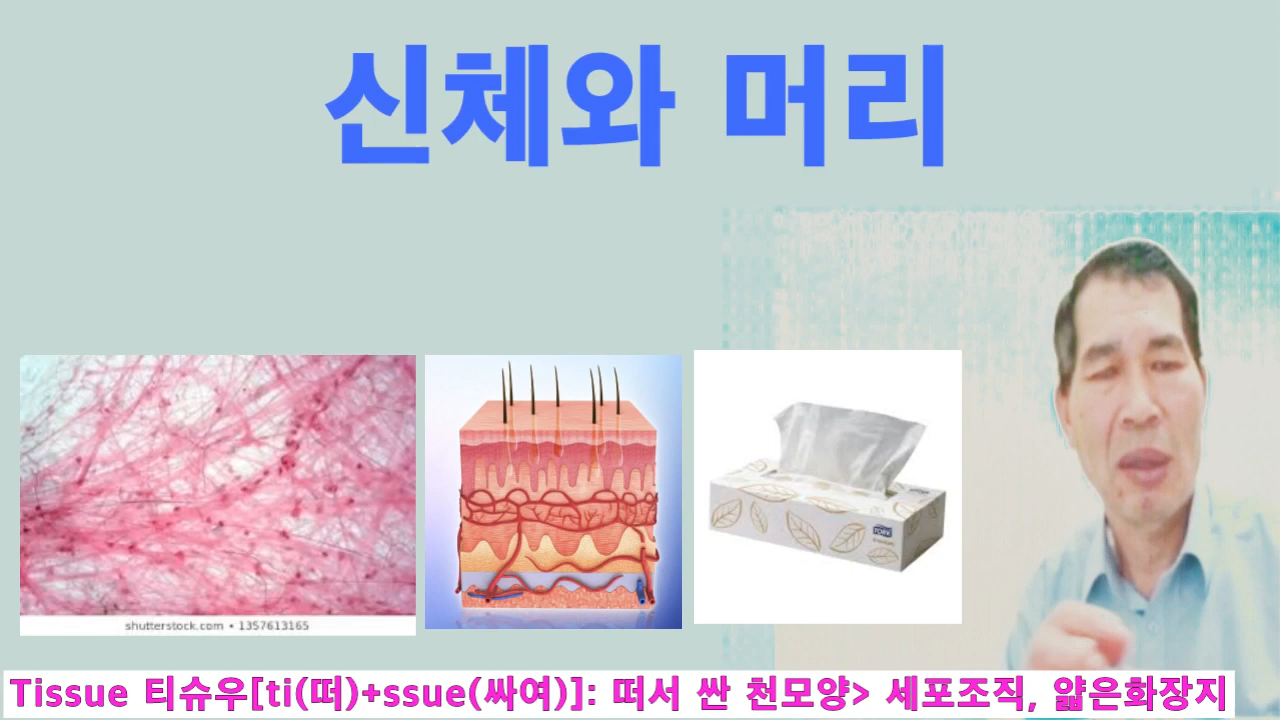 신체와 머리
shutterstock.com • 1357613165
Tissue 티슈우[ti(떠)+ssue(싸여)]: 떠서 싼 천모양> 세포조직, 얇은화장지